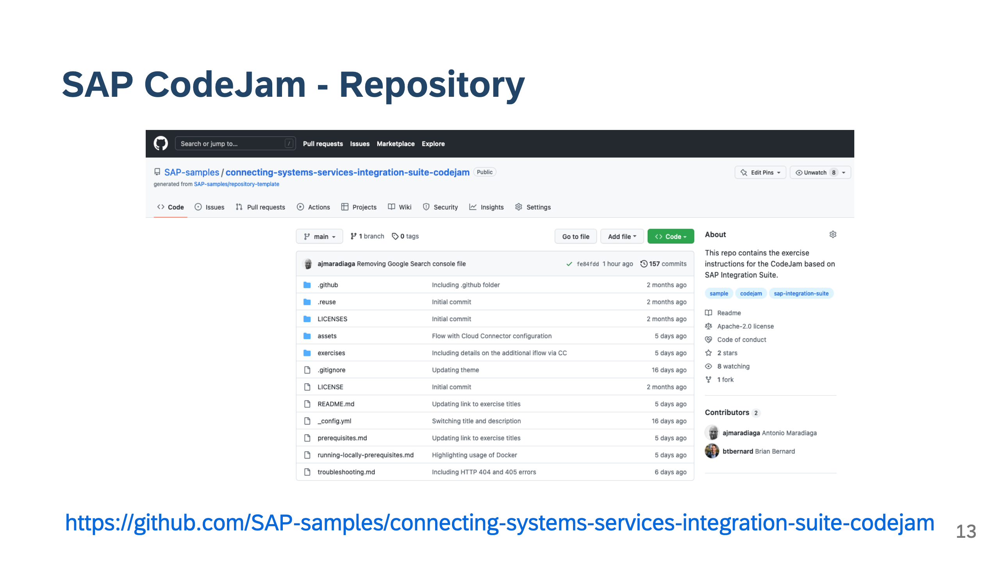 SAP CodeJam - Repository
Search or jump to... / Pull requests Issues Marketplace Explore
SAP-samples / connecting-systems-services-integration-suite-codejam Public Edit Pins Unwatch 8
generated from SAP-samples/repository-template
Code Issues Pull requests Actions Projects Wiki Security Insights Settings
main 1 branch 0 tags Go to file Add file Code
ajmaradiaga Removing Google Search console file fe84fdd 1 hour ago 157 commits
.github Including .github folder 2 months ago
.reuse Initial commit 2 months ago
LICENSES Initial commit 2 months ago
assets Flow with Cloud Connector configuration 5 days ago
exercises Including details on the additional iflow via CC 5 days ago
.gitignore Updating theme 16 days ago
LICENSE Initial commit 2 months ago
README.md Updating link to exercise titles 5 days ago
_config.yml Switching title and description 16 days ago
prerequisites.md Updating link to exercise titles 5 days ago
running-locally-prerequisites.md Highlighting usage of Docker 5 days ago
troubleshooting.md Including HTTP 404 and 405 errors 6 days ago
About
This repo contains the exercise
instructions for the CodeJam based on
SAP Integration Suite.
sample codejam sap-integration-suite
Readme
Apache-2.0 license
Code of conduct
2 stars
8 watching
1 fork
Contributors 2
ajmaradiaga Antonio Maradiaga
btbernard Brian Bernard
https://github.com/SAP-samples/connecting-systems-services-integration-suite-codejam
13